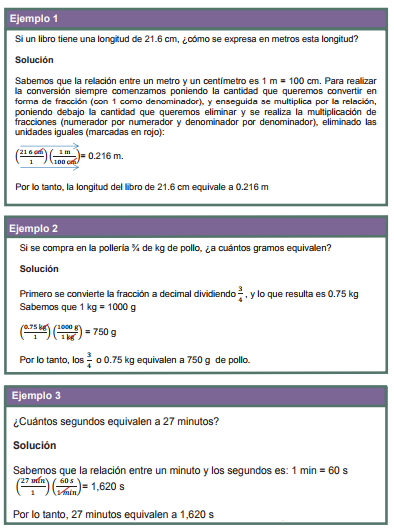 Ejemplo 1
Si un libro tiene una longitud de 21.6 cm, ¿cómo se expresa en metros esta longitud?
Solución
Sabemos que la relación entre un metro y un centímetro es 1 m = 100 cm. Para realizar
la conversión siempre comenzamos poniendo la cantidad que queremos convertir en
forma de fracción (con 1 como denominador), y enseguida se multiplica por la relación,
poniendo debajo la cantidad que queremos eliminar y se realiza la multiplicación de
fracciones (numerador por numerador y denominador por denominador), eliminado las
unidades iguales (marcadas en rojo):
(21 6 cm/1)(1 m/100 cm)= 0.216 m.
Por lo tanto, la longitud del libro de 21.6 cm equivale a 0.216 m
Ejemplo 2
Si se compra en la pollería ¾ de kg de pollo, ¿a cuántos gramos equivalen?
Solución
Primero se convierte la fracción a decimal dividiendo 3/4, y lo que resulta es 0.75 kg
Sabemos que 1 kg = 1000 g
(0.75 kg/1)(1000 g/1 kg) = 750 g
Por lo tanto, los 3/4 o 0.75 kg equivalen a 750 g de pollo.
Ejemplo 3
¿Cuántos segundos equivalen a 27 minutos?
Solución
Sabemos que la relación entre un minuto y los segundos es: 1 min = 60 s
(27 min/1)(60 s/1 min)= 1,620 s
Por lo tanto, 27 minutos equivalen a 1,620 s